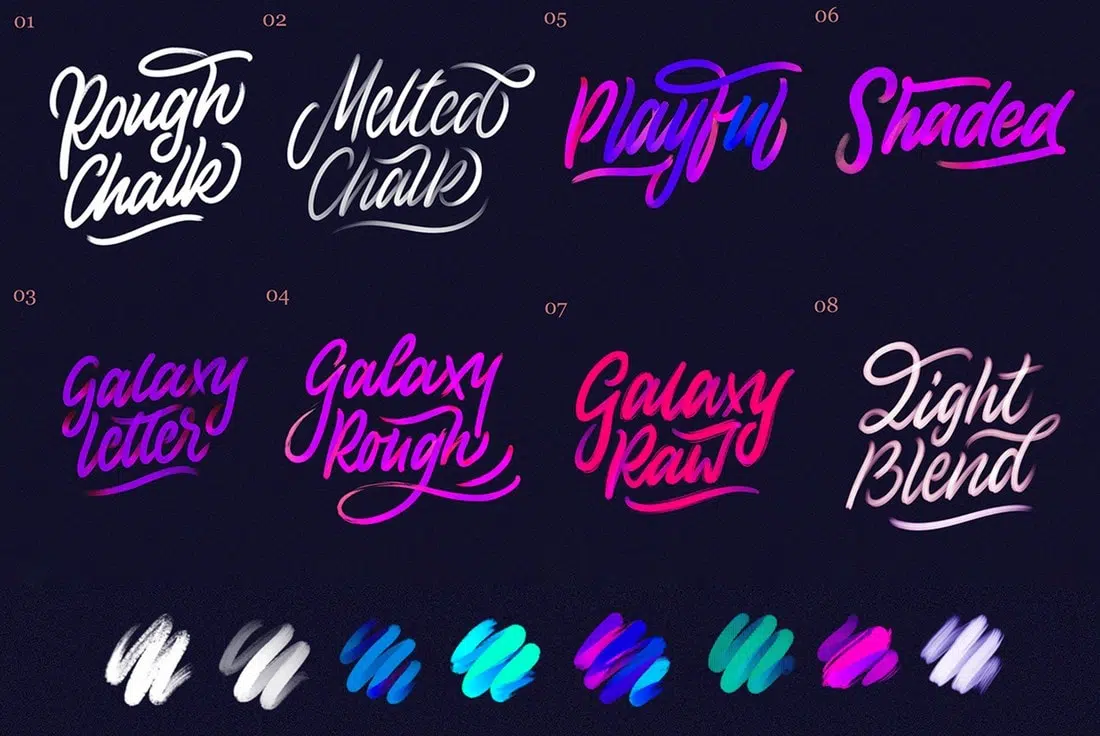 01
Rough
Chalk
02
Melted
Chalk
05
Playful
06
Shaded
03
Galaxy
letter
04
Galaxy
Rough
07
Galaxy
Raw
08
Light
Blend